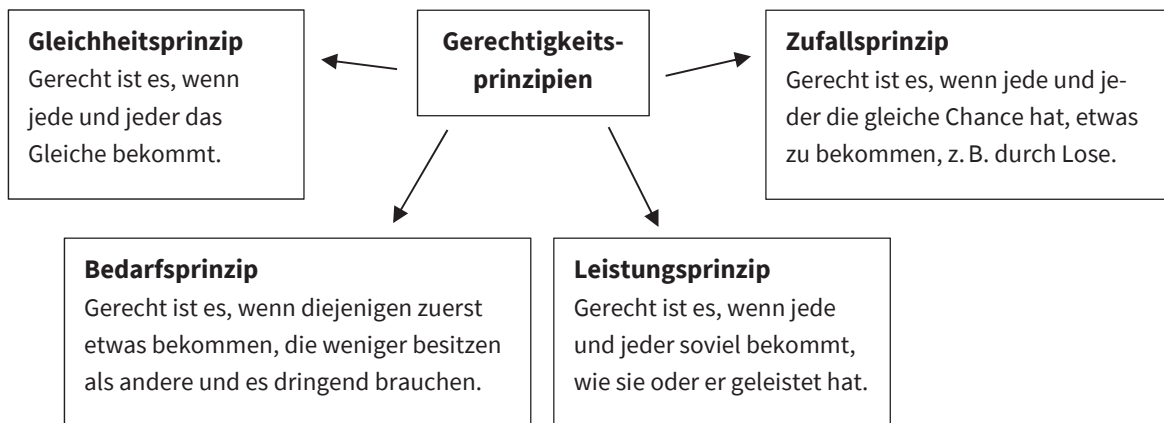 Gleichheitsprinzip
Gerecht ist es, wenn
jede und jeder das
Gleiche bekommt.
Gerechtigkeits-
prinzipien
Zufallsprinzip
Gerecht ist es, wenn jede und je-
der die gleiche Chance hat, etwas
zu bekommen, z. B. durch Lose.
Bedarfsprinzip
Gerecht ist es, wenn diejenigen zuerst
etwas bekommen, die weniger besitzen
als andere und es dringend brauchen.
Leistungsprinzip
Gerecht ist es, wenn jede
und jeder soviel bekommt,
wie sie oder er geleistet hat.